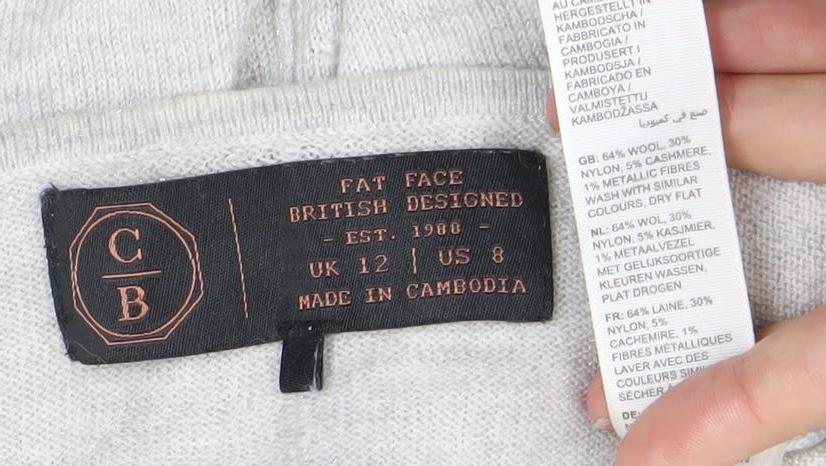 C
B
FAT FACE
BRITISH DESIGNED
- EST. 1988 -
UK 12 | US 8
MADE IN CAMBODIA
HERGESTELLT IN
KAMBODSCHA /
FABBRICATO IN
CAMBOGIA /
PRODUSERT I
KAMBODSJA /
FABRICADO EN
CAMBOYA /
VALMISTETTU
KAMBODŽASSA
صنع في كمبوديا
GB: 64% WOOL, 30%
NYLON, 5% CASHMERE,
1% METALLIC FIBRES
WASH WITH SIMILAR
COLOURS, DRY FLAT
NL: 64% WOL, 30%
NYLON, 5% KASJMIER,
1% METAALVEZEL
MET GELIJKSOORTIGE
KLEUREN WASSEN,
PLAT DROGEN
FR: 64% LAINE, 30%
NYLON, 5%
CACHEMIRE, 1%
FIBRES MÉTALLIQUES
LAVER AVEC DES
COULEURS
SÉCHER
DE: